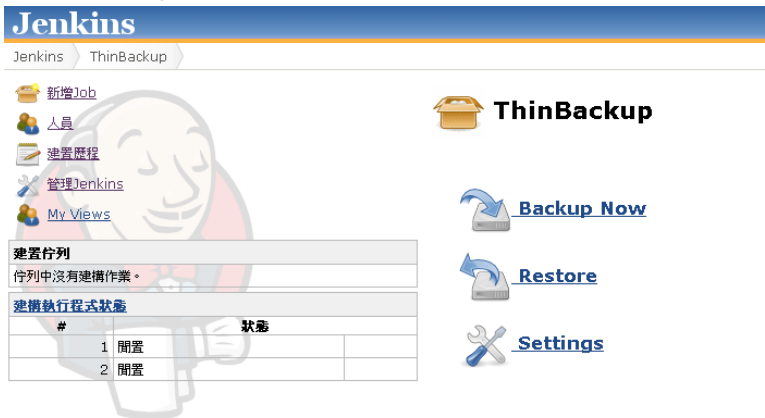 Jenkins
Jenkins ThinBackup
新增Job
人員
建置歷程
管理Jenkins
My Views
建置佇列
佇列中沒有建構作業。
建構執行程式狀態
# 狀態
1 閒置
2 閒置
ThinBackup
Backup Now
Restore
Settings